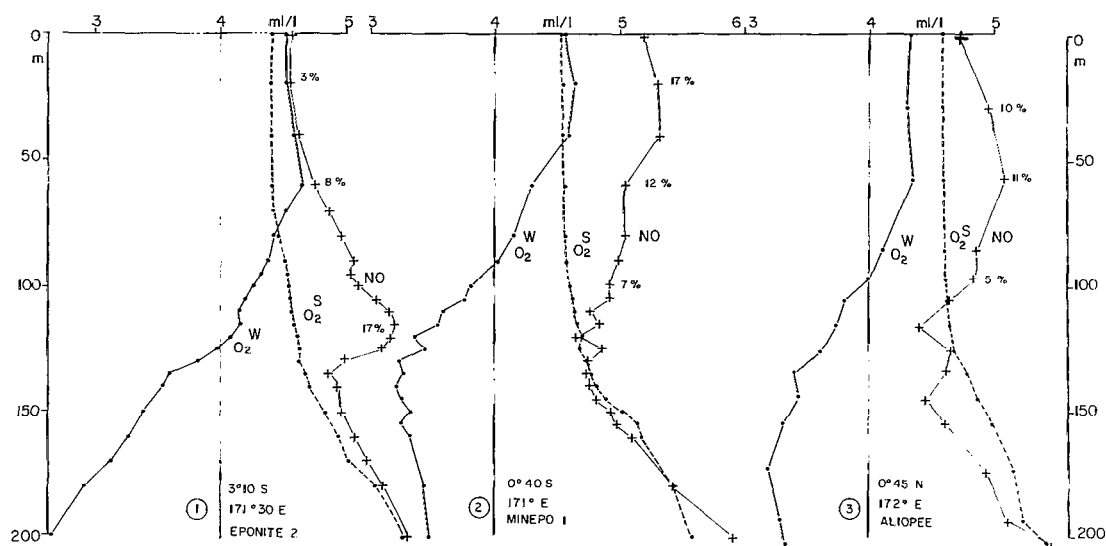 3 4 ml/l 5 3 4 ml/l 5 6,3 4 ml/l 5
0 0
m m
3% 17% 10%
50 50
8% 12% 11%
W O2 S O2 NO
W O2 S O2 NO
W O2 O2S NO
100 7% 5% 100
17%
150 150
1 3°10 S 171°30 E EPONITE 2
2 0°40 S 171° E MINEPO 1
3 0°45 N 172° E ALIOPEE
200 200